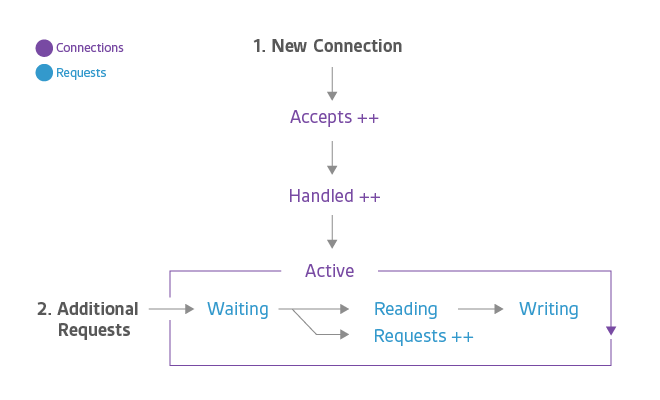 Connections
Requests
1. New Connection
Accepts ++
Handled ++
Active
2. Additional
Requests
Waiting
Reading
Writing
Requests ++